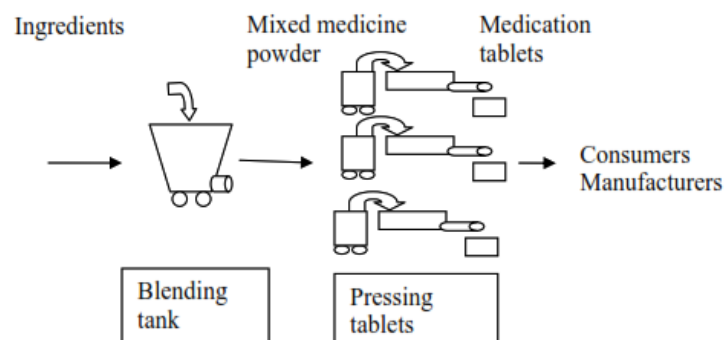 Ingredients
Mixed medicine
powder
Medication
tablets
Consumers
Manufacturers
Blending
tank
Pressing
tablets